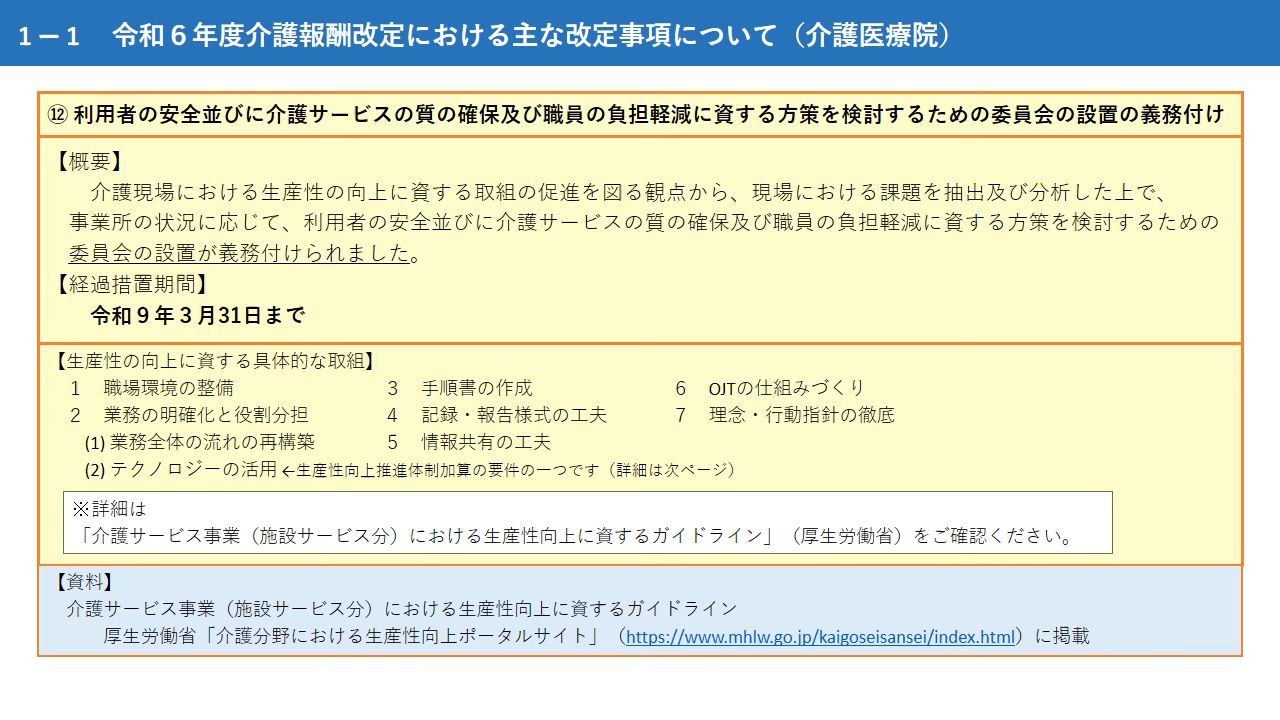 1－1　令和６年度介護報酬改定における主な改定事項について（介護医療院）
⑫ 利用者の安全並びに介護サービスの質の確保及び職員の負担軽減に資する方策を検討するための委員会の設置の義務付け
【概要】
介護現場における生産性の向上に資する取組の促進を図る観点から、現場における課題を抽出及び分析した上で、
事業所の状況に応じて、利用者の安全並びに介護サービスの質の確保及び職員の負担軽減に資する方策を検討するための
委員会の設置が義務付けられました。
【経過措置期間】
令和９年３月31日まで
【生産性の向上に資する具体的な取組】
1　職場環境の整備　3　手順書の作成　6　OJTの仕組みづくり
2　業務の明確化と役割分担　4　記録・報告様式の工夫　7　理念・行動指針の徹底
(1) 業務全体の流れの再構築　5　情報共有の工夫
(2) テクノロジーの活用 ←生産性向上推進体制加算の要件の一つです（詳細は次ページ）
※詳細は
「介護サービス事業（施設サービス分）における生産性向上に資するガイドライン」（厚生労働省）をご確認ください。
【資料】
介護サービス事業（施設サービス分）における生産性向上に資するガイドライン
厚生労働省「介護分野における生産性向上ポータルサイト」（https://www.mhlw.go.jp/kaigoseisansei/index.html）に掲載